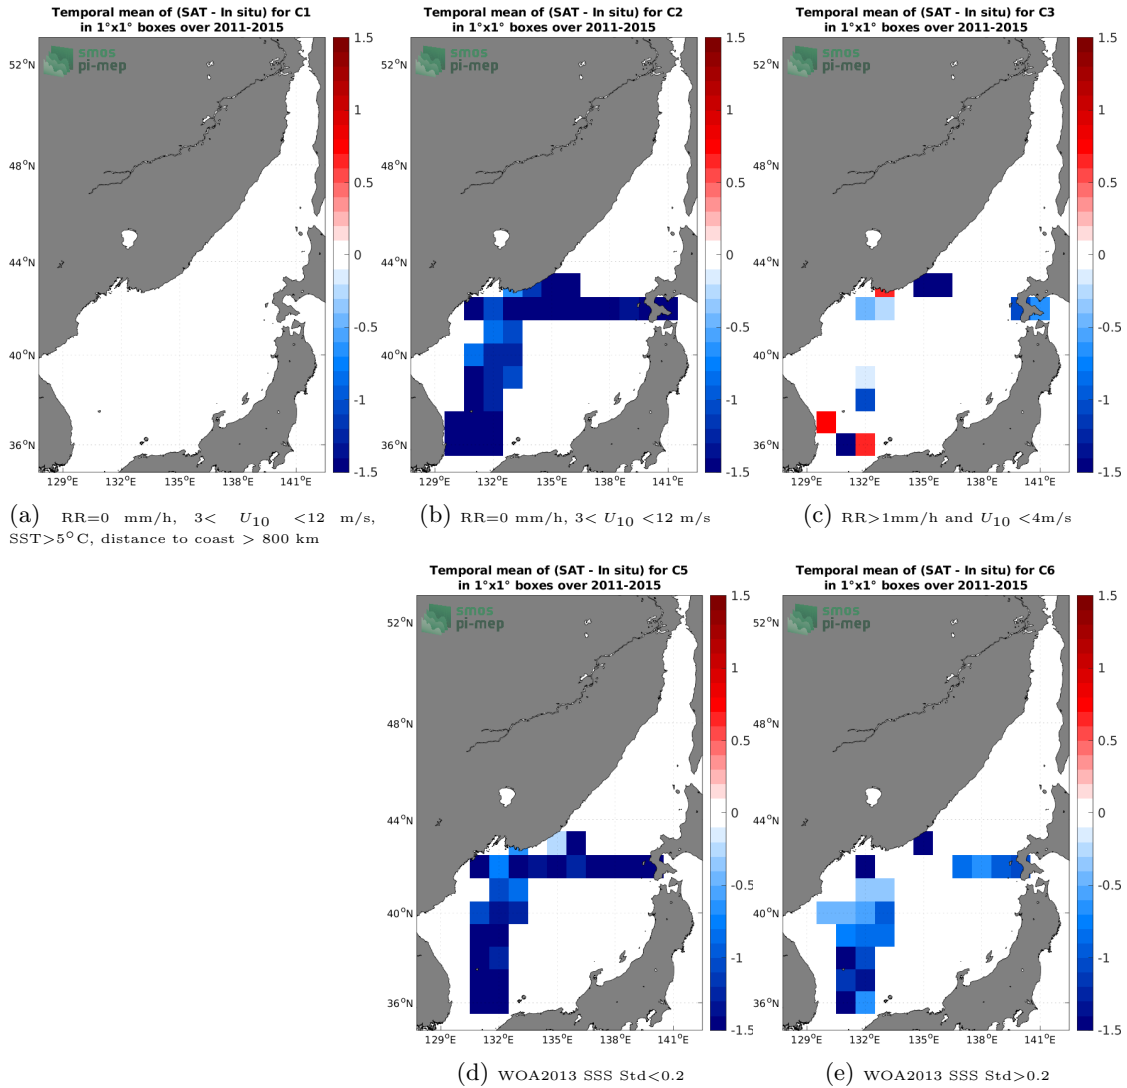 Temporal mean of (SAT - In situ) for C1
in 1°x1° boxes over 2011-2015
smos
pi-mep
52°N
48°N
44°N
40°N
36°N
129°E
132°E
135°E
138°E
141°E
1.5
1
0.5
0
-0.5
-1
-1.5
(a) RR=0 mm/h, 3< U10 <12 m/s,
SST>5°C, distance to coast > 800 km
Temporal mean of (SAT - In situ) for C2
in 1°x1° boxes over 2011-2015
smos
pi-mep
52°N
48°N
44°N
40°N
36°N
129°E
132°E
135°E
138°E
141°E
1.5
1
0.5
0
-0.5
-1
-1.5
(b) RR=0 mm/h, 3< U10 <12 m/s
Temporal mean of (SAT - In situ) for C3
in 1°x1° boxes over 2011-2015
smos
pi-mep
52°N
48°N
44°N
40°N
36°N
129°E
132°E
135°E
138°E
141°E
1.5
1
0.5
0
-0.5
-1
-1.5
(c) RR>1mm/h and U10 <4m/s
Temporal mean of (SAT - In situ) for C5
in 1°x1° boxes over 2011-2015
smos
pi-mep
52°N
48°N
44°N
40°N
36°N
129°E
132°E
135°E
138°E
141°E
1.5
1
0.5
0
-0.5
-1
-1.5
(d) WOA2013 SSS Std<0.2
Temporal mean of (SAT - In situ) for C6
in 1°x1° boxes over 2011-2015
smos
pi-mep
52°N
48°N
44°N
40°N
36°N
129°E
132°E
135°E
138°E
141°E
1.5
1
0.5
0
-0.5
-1
-1.5
(e) WOA2013 SSS Std>0.2